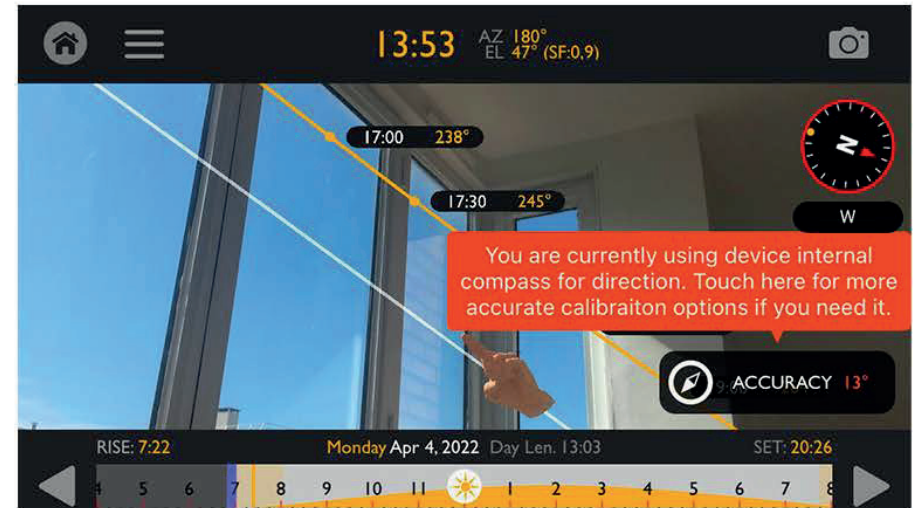 13:53 AZ 180°
EL 47° (SF:0,9)
17:00 238°
N
17:30 245°
W
You are currently using device internal
compass for direction. Touch here for more
accurate calibraiton options if you need it.
ACCURACY 13°
RISE: 7:22 Monday Apr 4, 2022 Day Len. 13:03 SET: 20:26
4 5 6 7 8 9 10 11 1 2 3 4 5 6 7 8